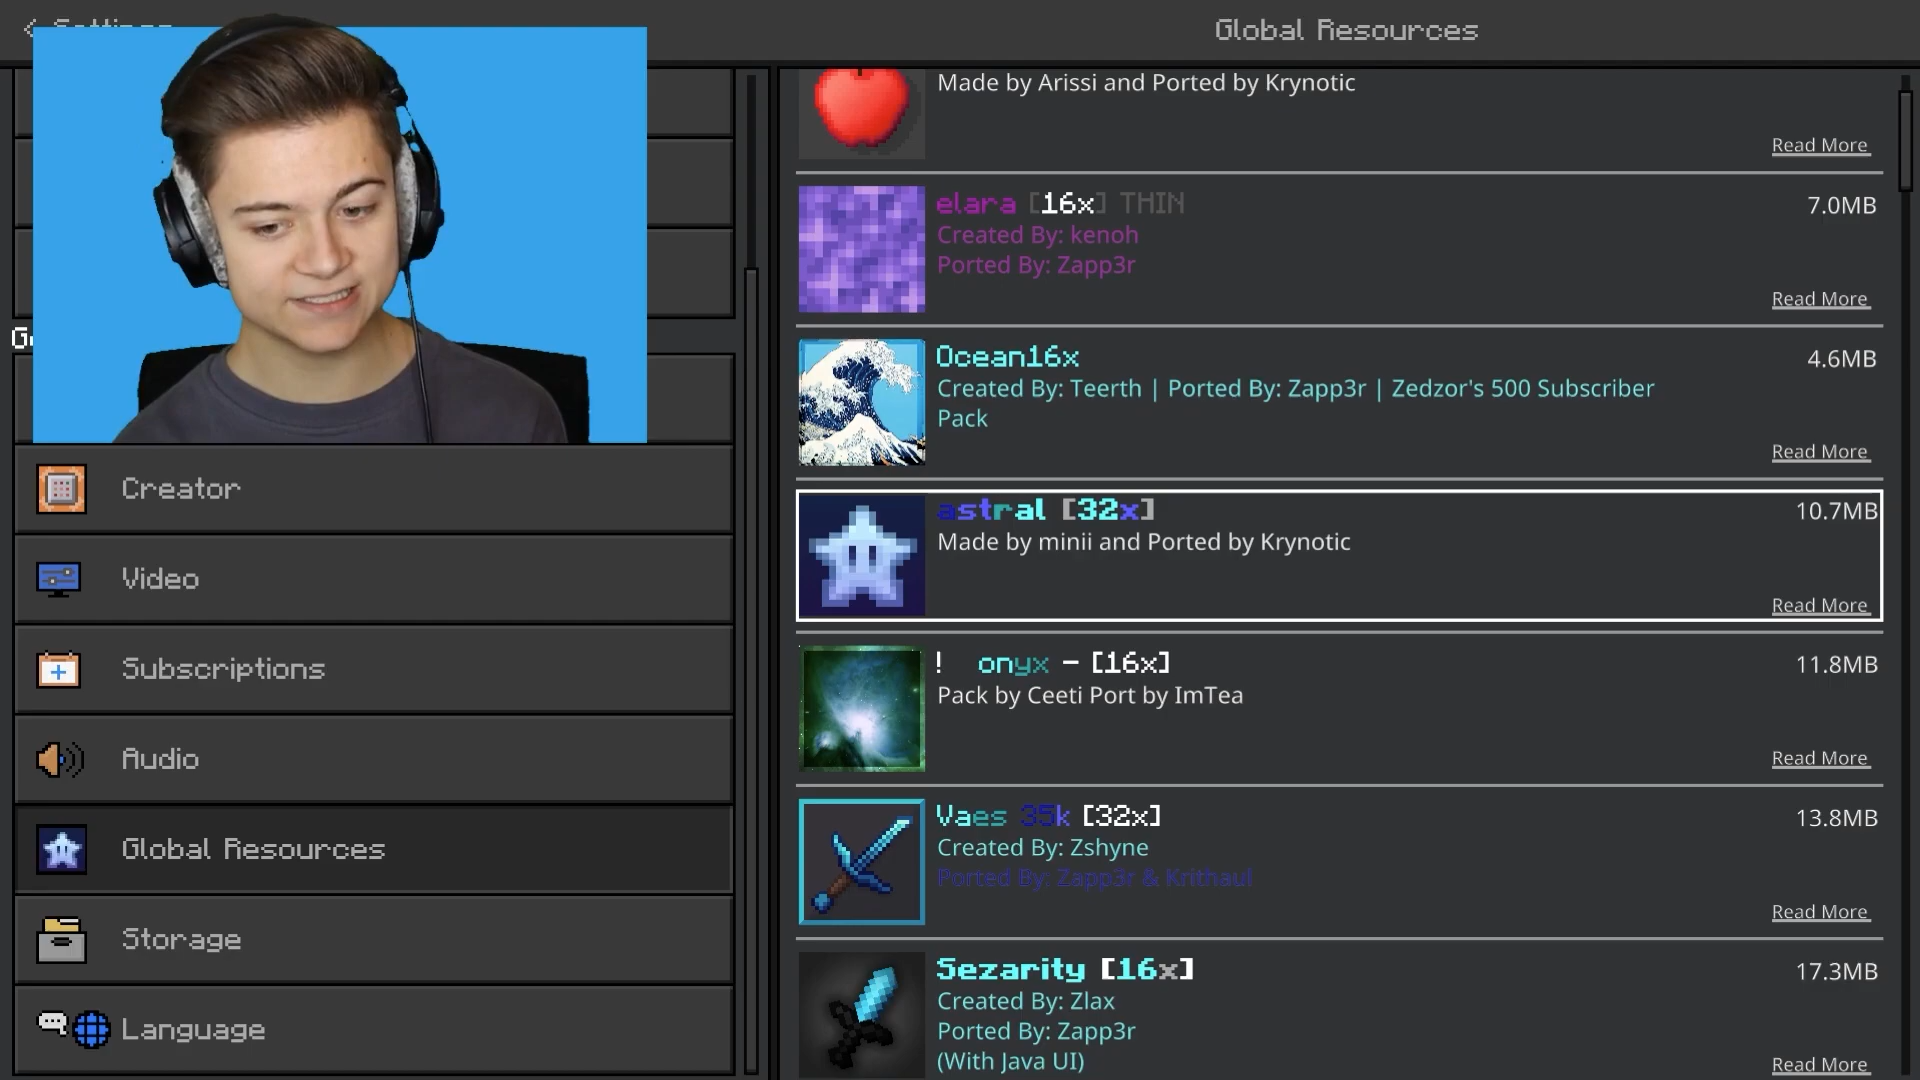 Global Resources
Made by Arissi and Ported by Krynotic
Read More
elara [16x] THIN
7.0MB
Created By: kenoh
Ported By: Zapp3r
Read More
Ocean16x
4.6MB
Created By: Teerth | Ported By: Zapp3r | Zedzor's 500 Subscriber
Pack
Read More
astral [32x]
10.7MB
Made by minii and Ported by Krynotic
Read More
! onyx - [16x]
11.8MB
Pack by Ceeti Port by ImTea
Read More
Vaes 35k [32x]
13.8MB
Created By: Zshyne
Ported By: Zapp3r & Krithaul
Read More
Sezarity [16x]
17.3MB
Created By: Zlax
Ported By: Zapp3r
(With Java UI)
Read More
Creator
Video
Subscriptions
Audio
Global Resources
Storage
Language